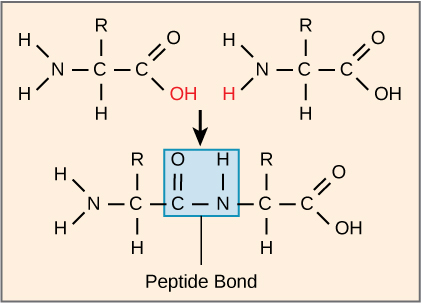 R R
H O H O
N C C N C C
H OH H OH
H H
O H
R R
H O
N C C N C C
H OH
H H
Peptide Bond